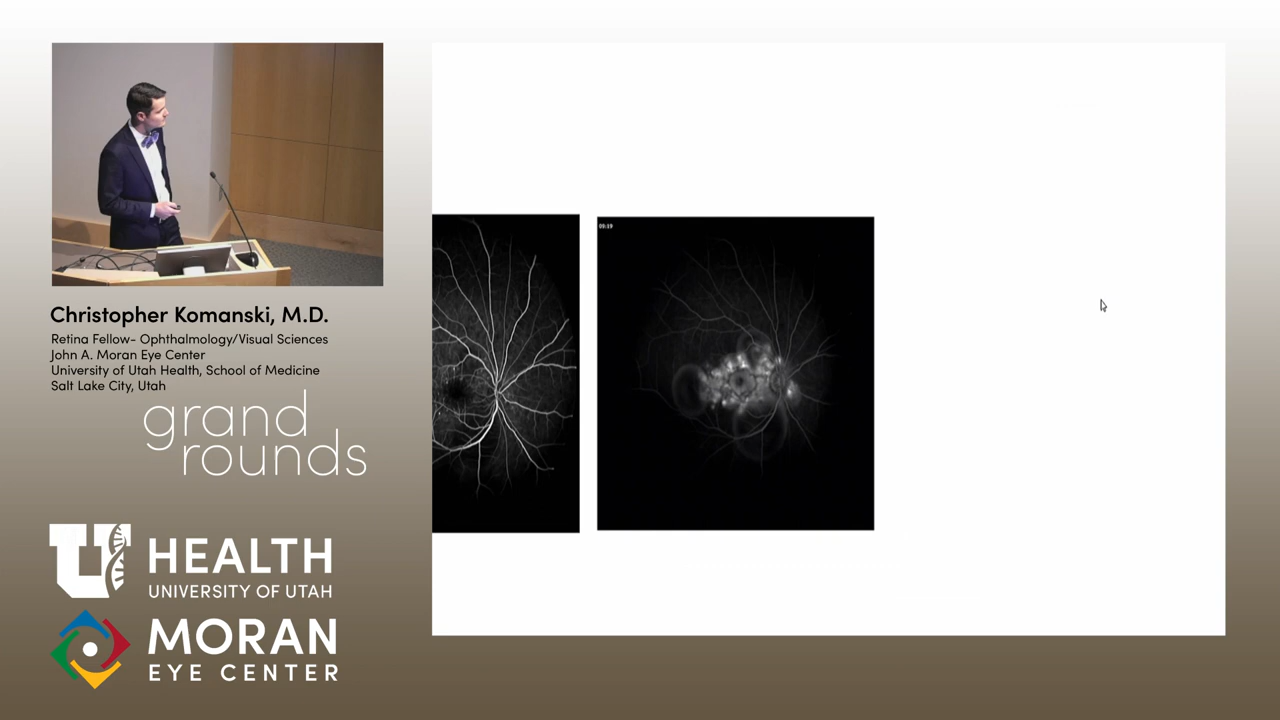 Christopher Komanski, M.D.
Retina Fellow- Ophthalmology/Visual Sciences
John A. Moran Eye Center
University of Utah Health, School of Medicine
Salt Lake City, Utah
grand
rounds
U HEALTH
UNIVERSITY OF UTAH
MORAN
EYE CENTER
09:19